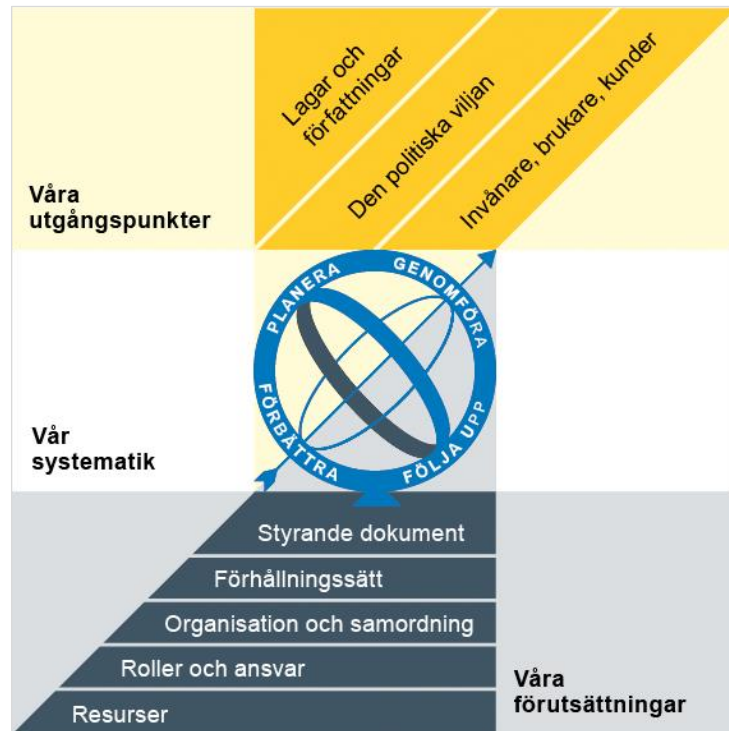 Lagar och
författningar
Den politiska viljan
Invånare, brukare, kunder
Våra
utgångspunkter
PLANERA
GENOMFÖRA
FÖLJA UPP
FÖRBÄTTRA
Vår
systematik
Styrande dokument
Förhållningssätt
Organisation och samordning
Roller och ansvar
Resurser
Våra
förutsättningar